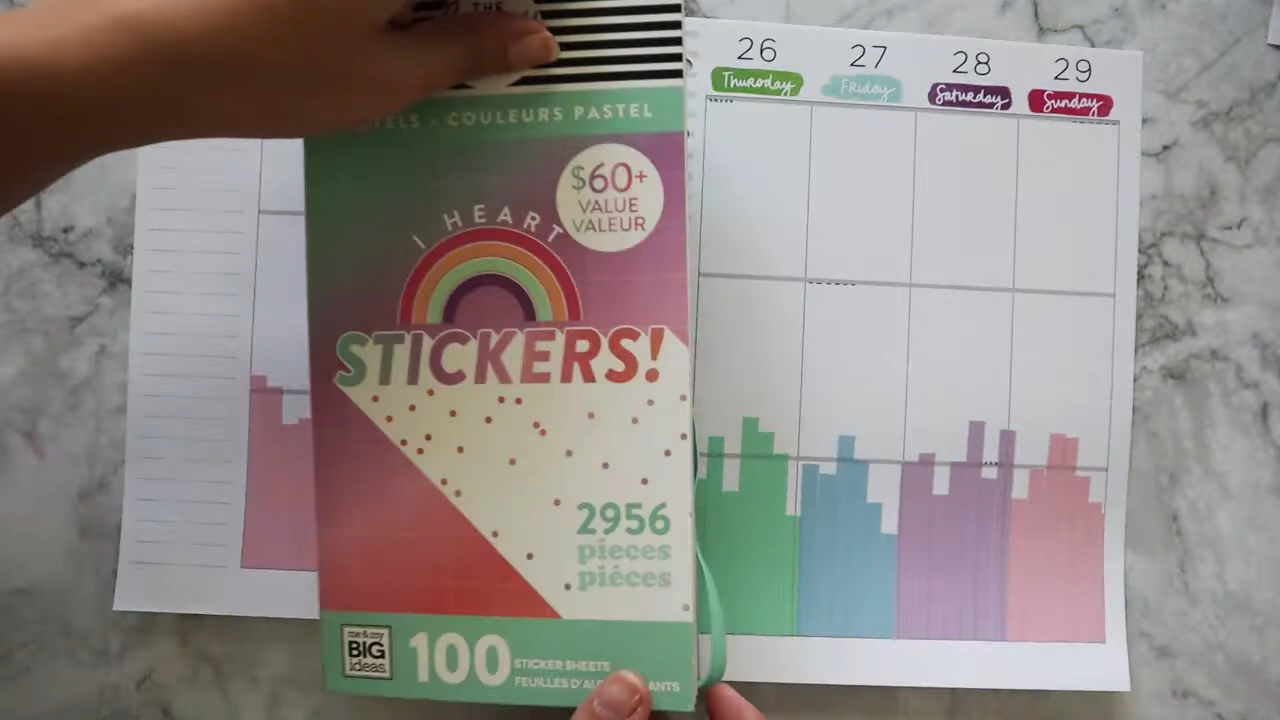 THE
COULEURS PASTEL
$60+
VALUE
VALEUR
I HEART
STICKERS!
2956
pieces
pièces
me & my
BIG
ideas
100 STICKER SHEETS
26
Thursday
27
Friday
28
Saturday
29
Sunday